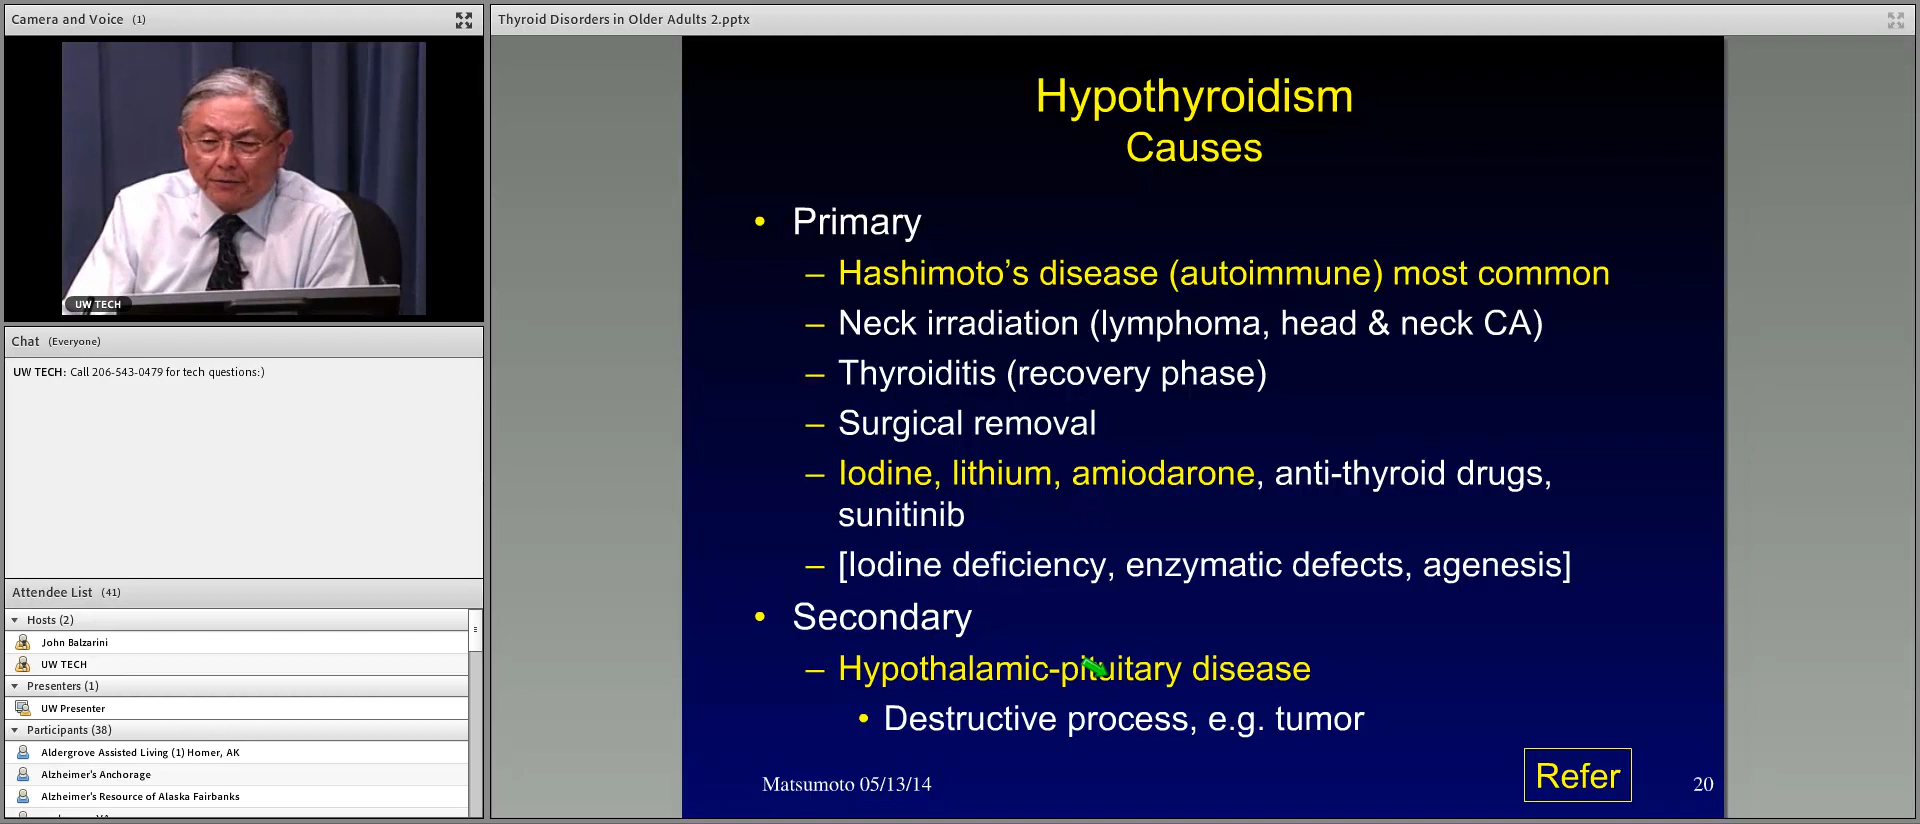 Camera and Voice (1)
UW TECH
Chat (Everyone)
UW TECH: Call 206-543-0479 for tech questions:)
Attendee List (41)
Hosts (2)
John Balzarini
UW TECH
Presenters (1)
UW Presenter
Participants (38)
Aldergrove Assisted Living (1) Homer, AK
Alzheimer's Anchorage
Alzheimer's Resource of Alaska Fairbanks
Thyroid Disorders in Older Adults 2.pptx
Hypothyroidism
Causes
• Primary
– Hashimoto’s disease (autoimmune) most common
– Neck irradiation (lymphoma, head & neck CA)
– Thyroiditis (recovery phase)
– Surgical removal
– Iodine, lithium, amiodarone, anti-thyroid drugs,
sunitinib
– [Iodine deficiency, enzymatic defects, agenesis]
• Secondary
– Hypothalamic-pituitary disease
• Destructive process, e.g. tumor
Matsumoto 05/13/14
Refer
20